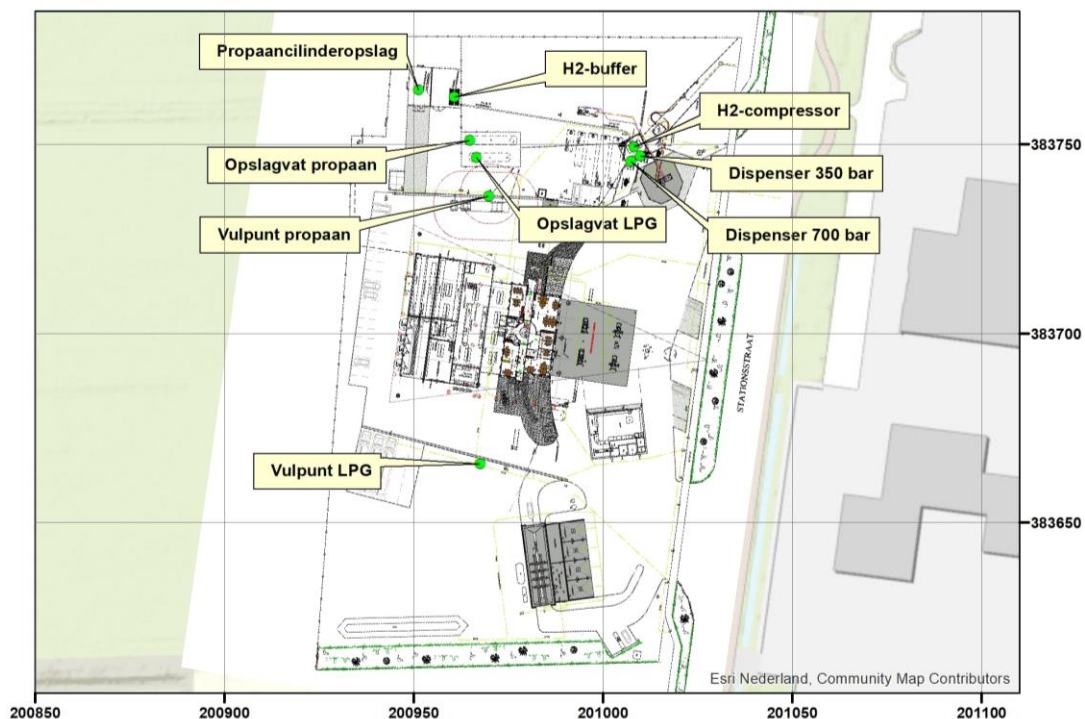 Propaancilinderopslag
H2-buffer
H2-compressor
383750
Opslagvat propaan
Dispenser 350 bar
Opslagvat LPG
Vulpunt propaan
Dispenser 700 bar
383700
STATIONSSTRAAT
Vulpunt LPG
383650
Esri Nederland, Community Map Contributors
200850
200900
200950
201000
201050
201100